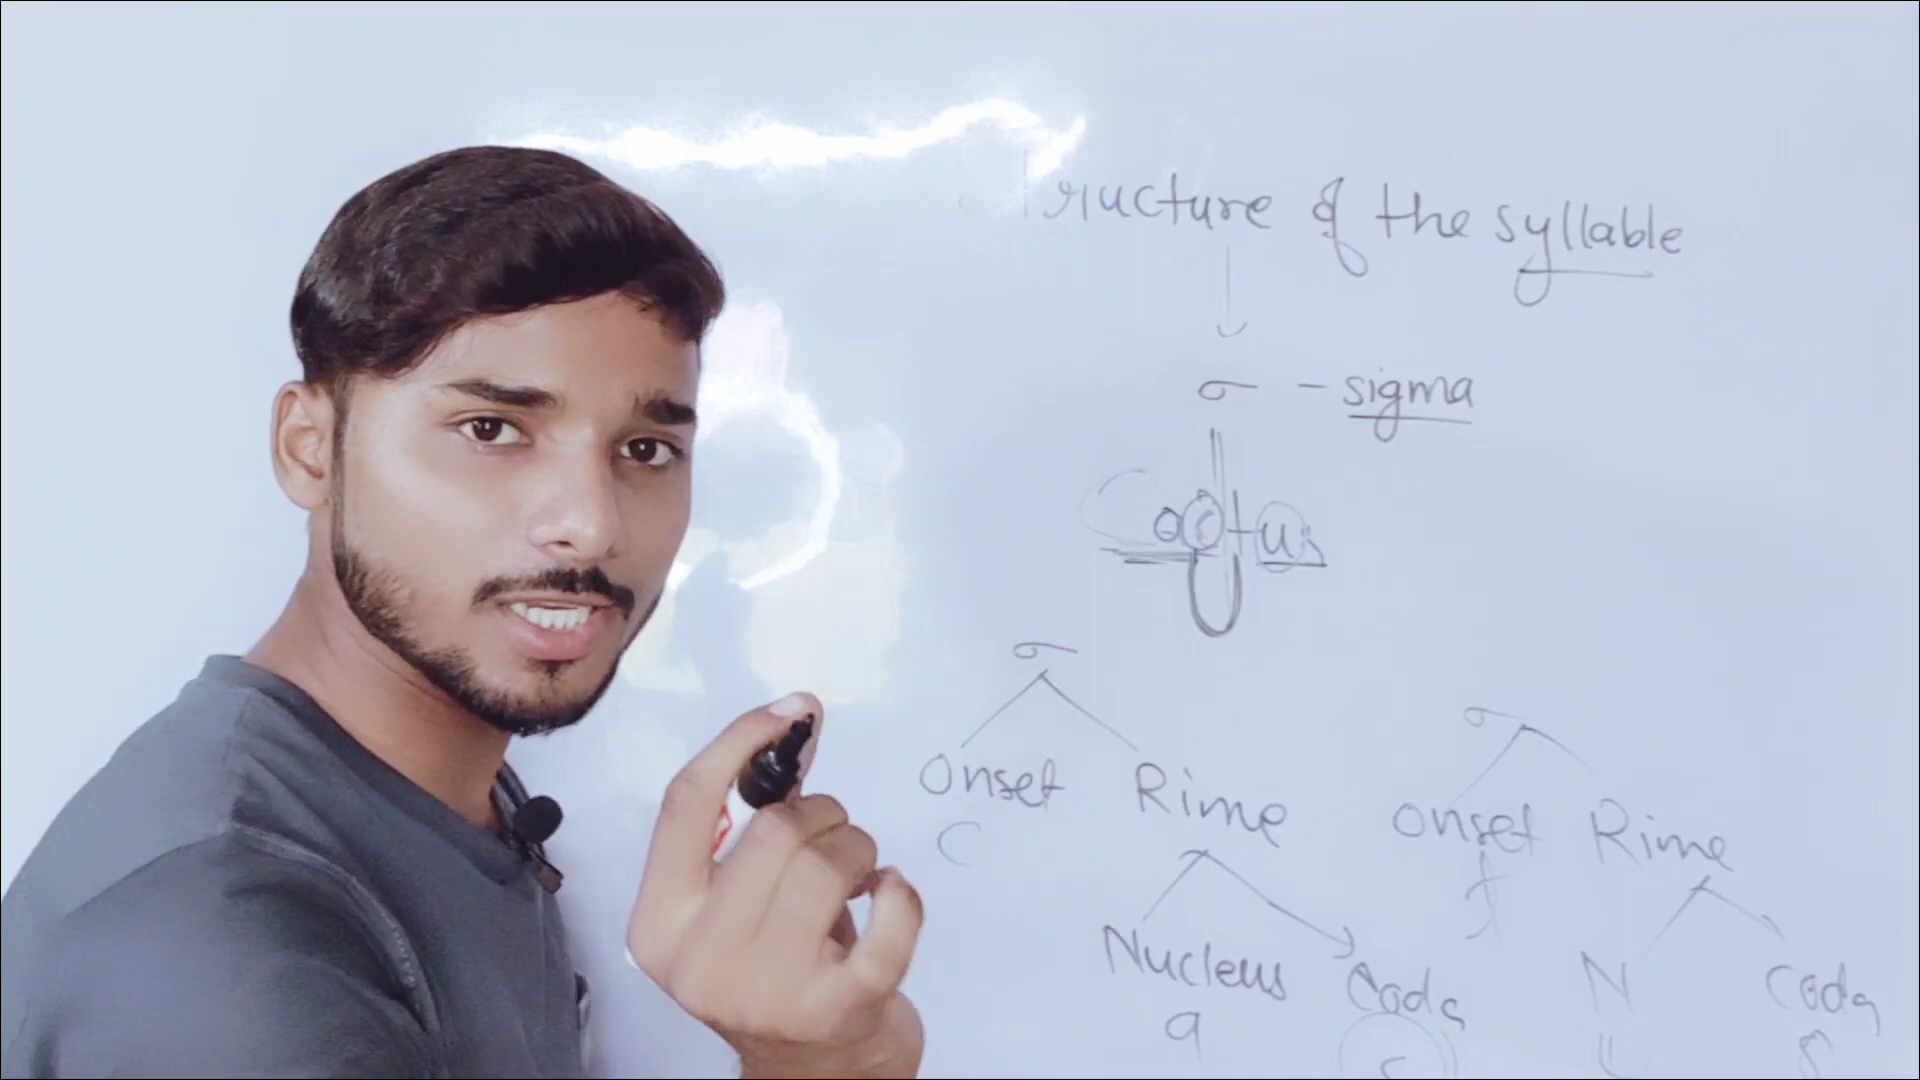 Structure of the syllable
σ - sigma
Cactus
σ
σ
Onset Rime
onset Rime
C
t
Nucleus Coda
N Coda
a c
u s